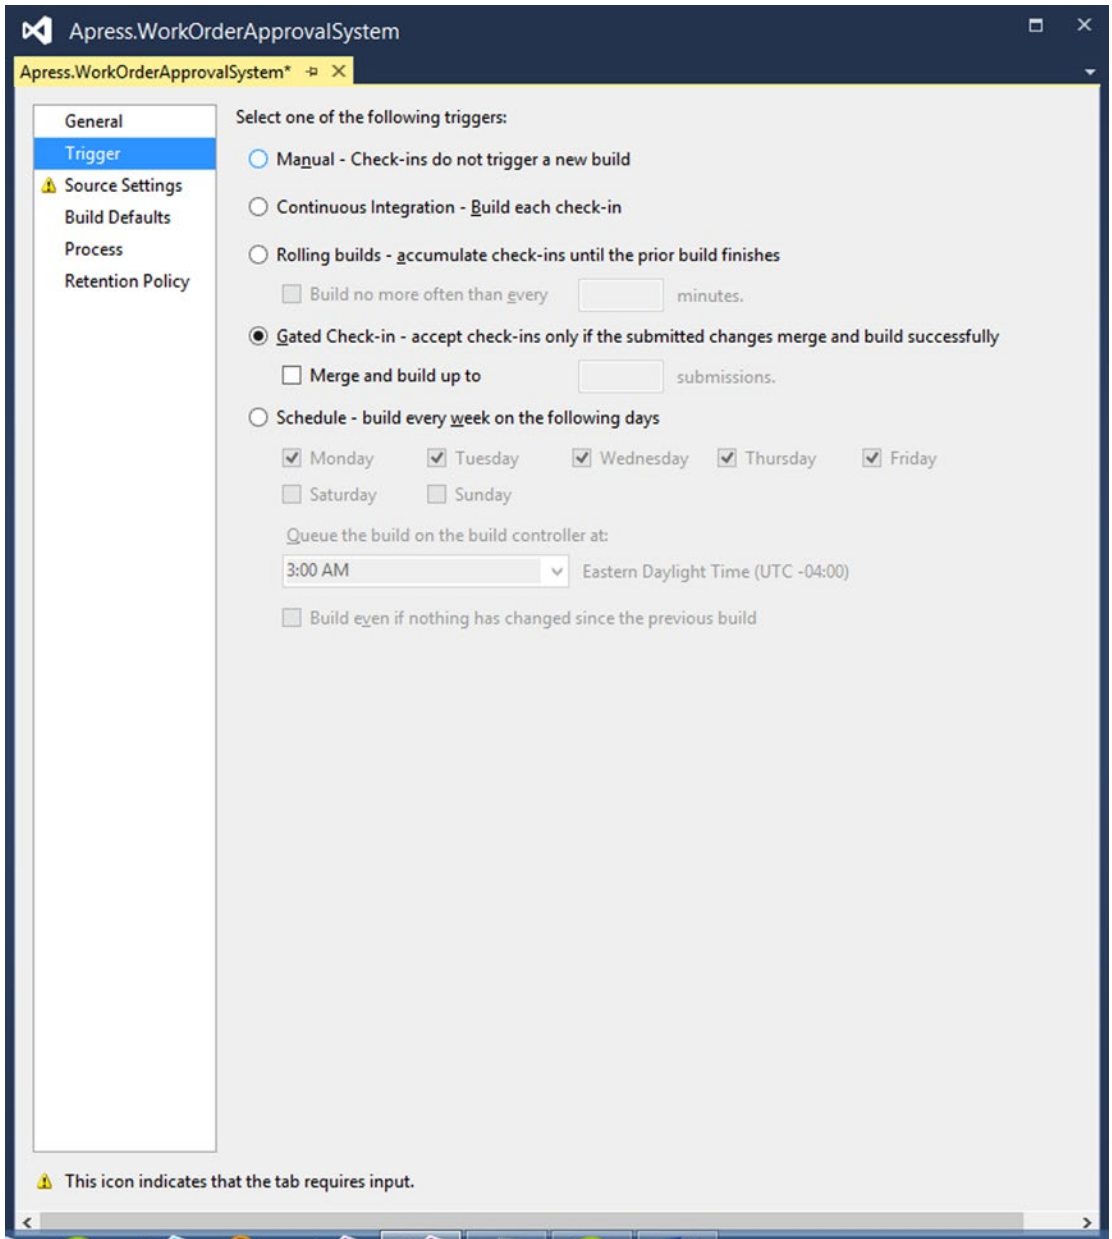 Apress.WorkOrderApprovalSystem
Apress.WorkOrderApprovalSystem*
General
Trigger
Source Settings
Build Defaults
Process
Retention Policy
Select one of the following triggers:
Manual - Check-ins do not trigger a new build
Continuous Integration - Build each check-in
Rolling builds - accumulate check-ins until the prior build finishes
Build no more often than every minutes.
Gated Check-in - accept check-ins only if the submitted changes merge and build successfully
Merge and build up to submissions.
Schedule - build every week on the following days
Monday Tuesday Wednesday Thursday Friday
Saturday Sunday
Queue the build on the build controller at:
3:00 AM Eastern Daylight Time (UTC -04:00)
Build even if nothing has changed since the previous build
This icon indicates that the tab requires input.